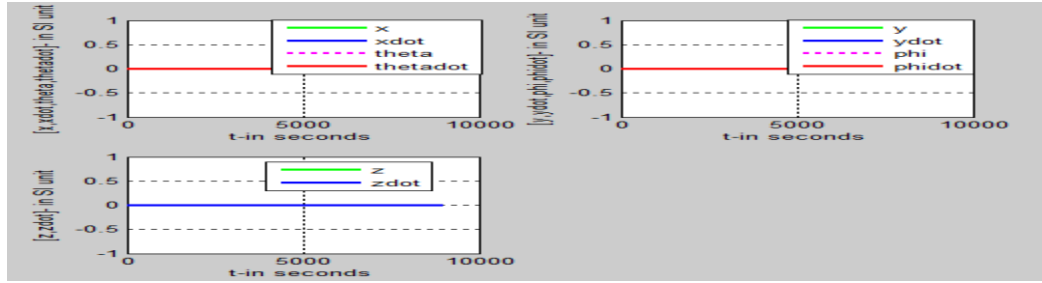 [x,xdot,theta,thetadot]- in SI unit
1
0.5
0
-0.5
-1
x
xdot
theta
thetadot
0 5000 10000
t-in seconds
[y,ydot,phi,phidot]- in SI unit
1
0.5
0
-0.5
-1
y
ydot
phi
phidot
0 5000 10000
t-in seconds
[z,zdot]- in SI unit
1
0.5
0
-0.5
-1
z
zdot
0 5000 10000
t-in seconds